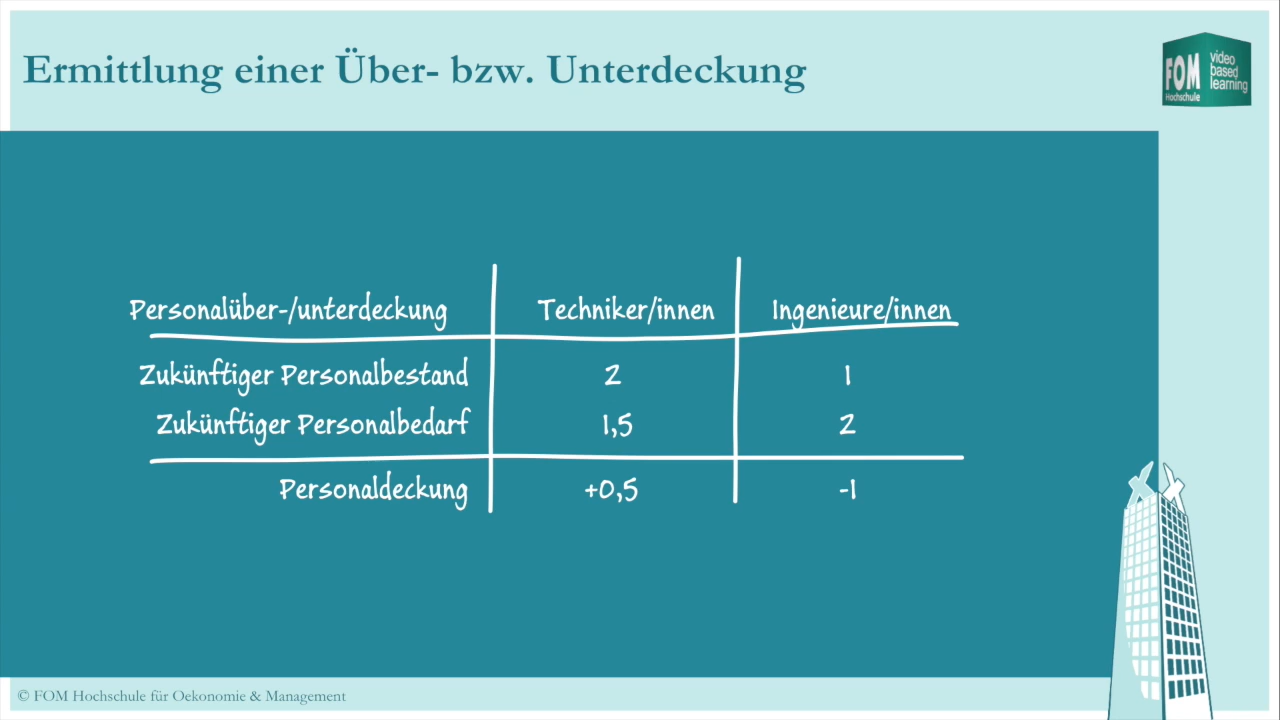 Ermittlung einer Über- bzw. Unterdeckung
FOM
Hochschule
video
based
learning
Personalüber-/unterdeckung Techniker/innen Ingenieure/innen
Zukünftiger Personalbestand 2 1
Zukünftiger Personalbedarf 1,5 2
Personaldeckung +0,5 -1
© FOM Hochschule für Oekonomie & Management